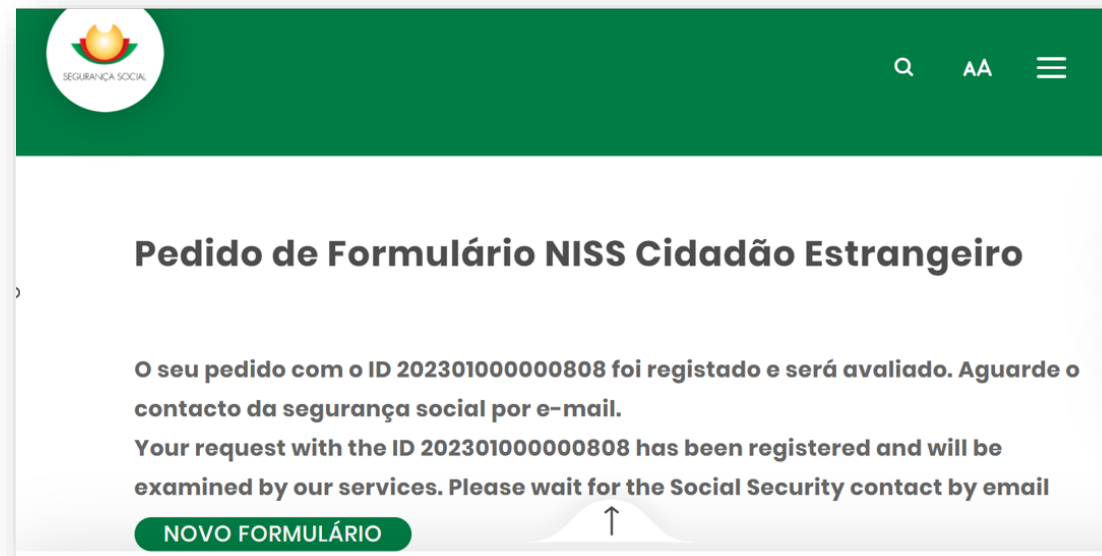 SEGURANÇA SOCIAL
AA
Pedido de Formulário NISS Cidadão Estrangeiro
O seu pedido com o ID 202301000000808 foi registado e será avaliado. Aguarde o
contacto da segurança social por e-mail.
Your request with the ID 202301000000808 has been registered and will be
examined by our services. Please wait for the Social Security contact by email
NOVO FORMULÁRIO